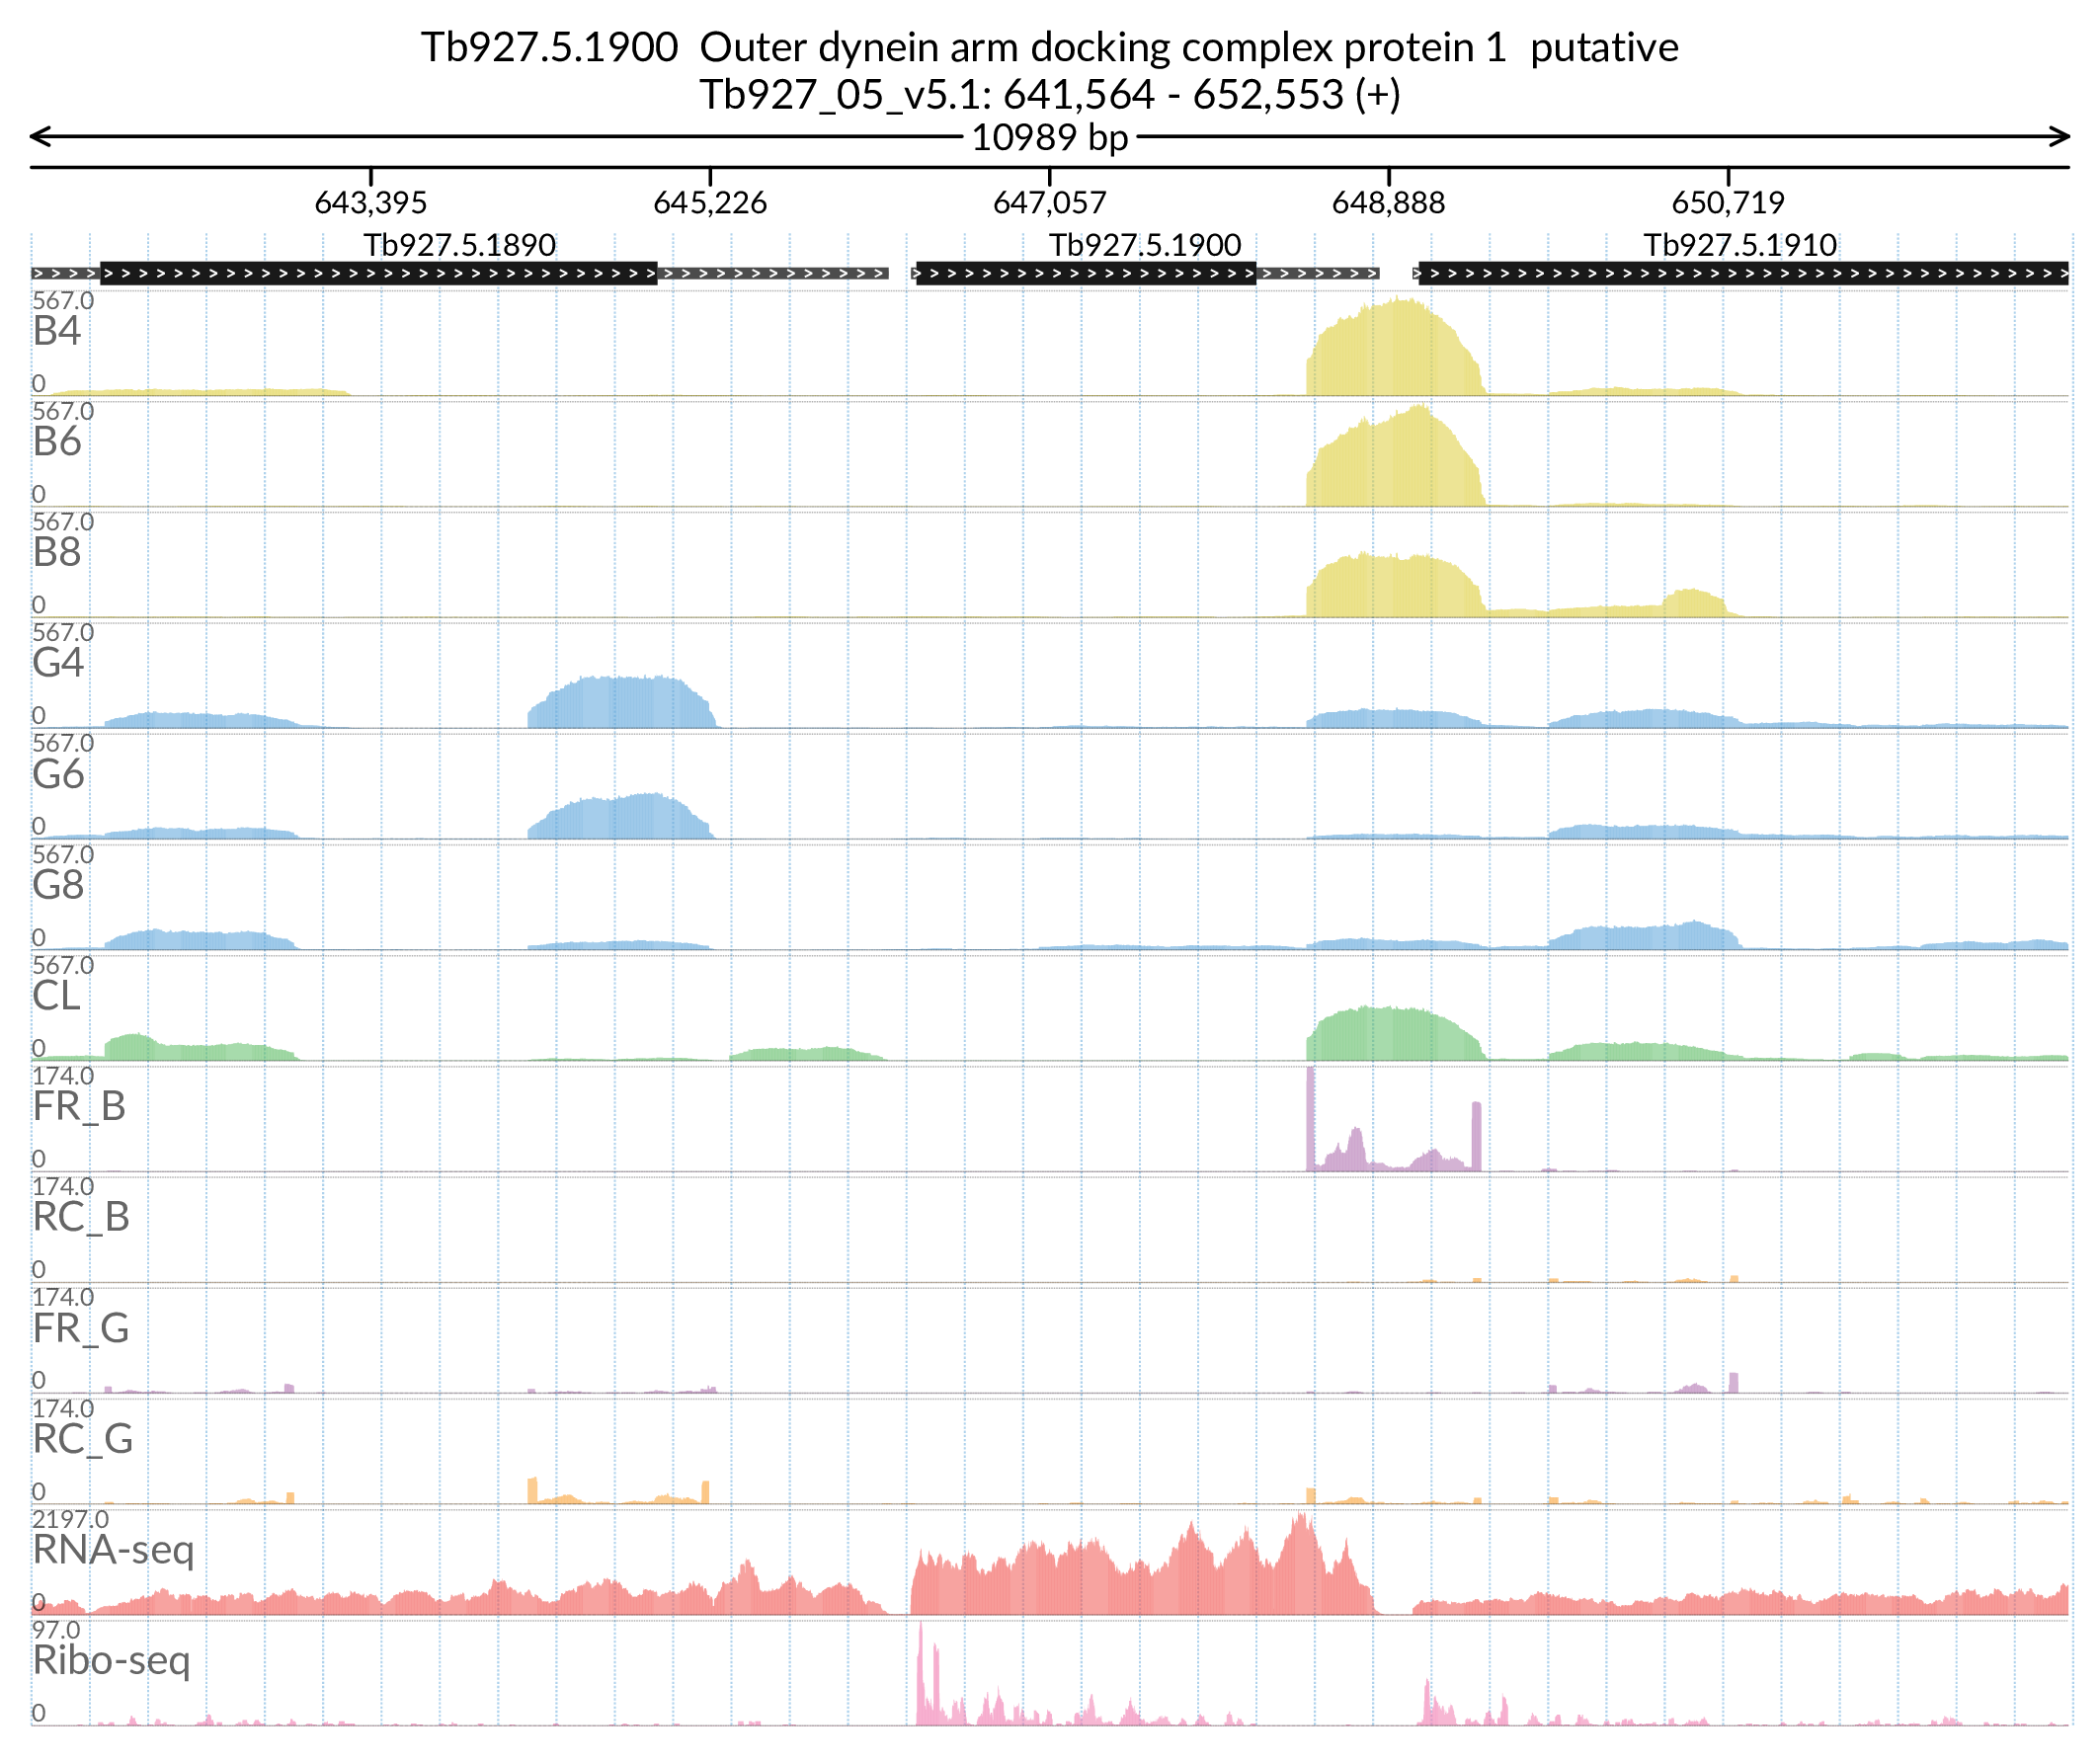 Tb927.5.1900  Outer dynein arm docking complex protein 1  putative
Tb927_05_v5.1: 641,564 - 652,553 (+)
10989 bp
643,395 645,226 647,057 648,888 650,719
Tb927.5.1890 Tb927.5.1900 Tb927.5.1910
567.0
B4
0
567.0
B6
0
567.0
B8
0
567.0
G4
0
567.0
G6
0
567.0
G8
0
567.0
CL
0
174.0
FR_B
0
174.0
RC_B
0
174.0
FR_G
0
174.0
RC_G
0
2197.0
RNA-seq
0
97.0
Ribo-seq
0